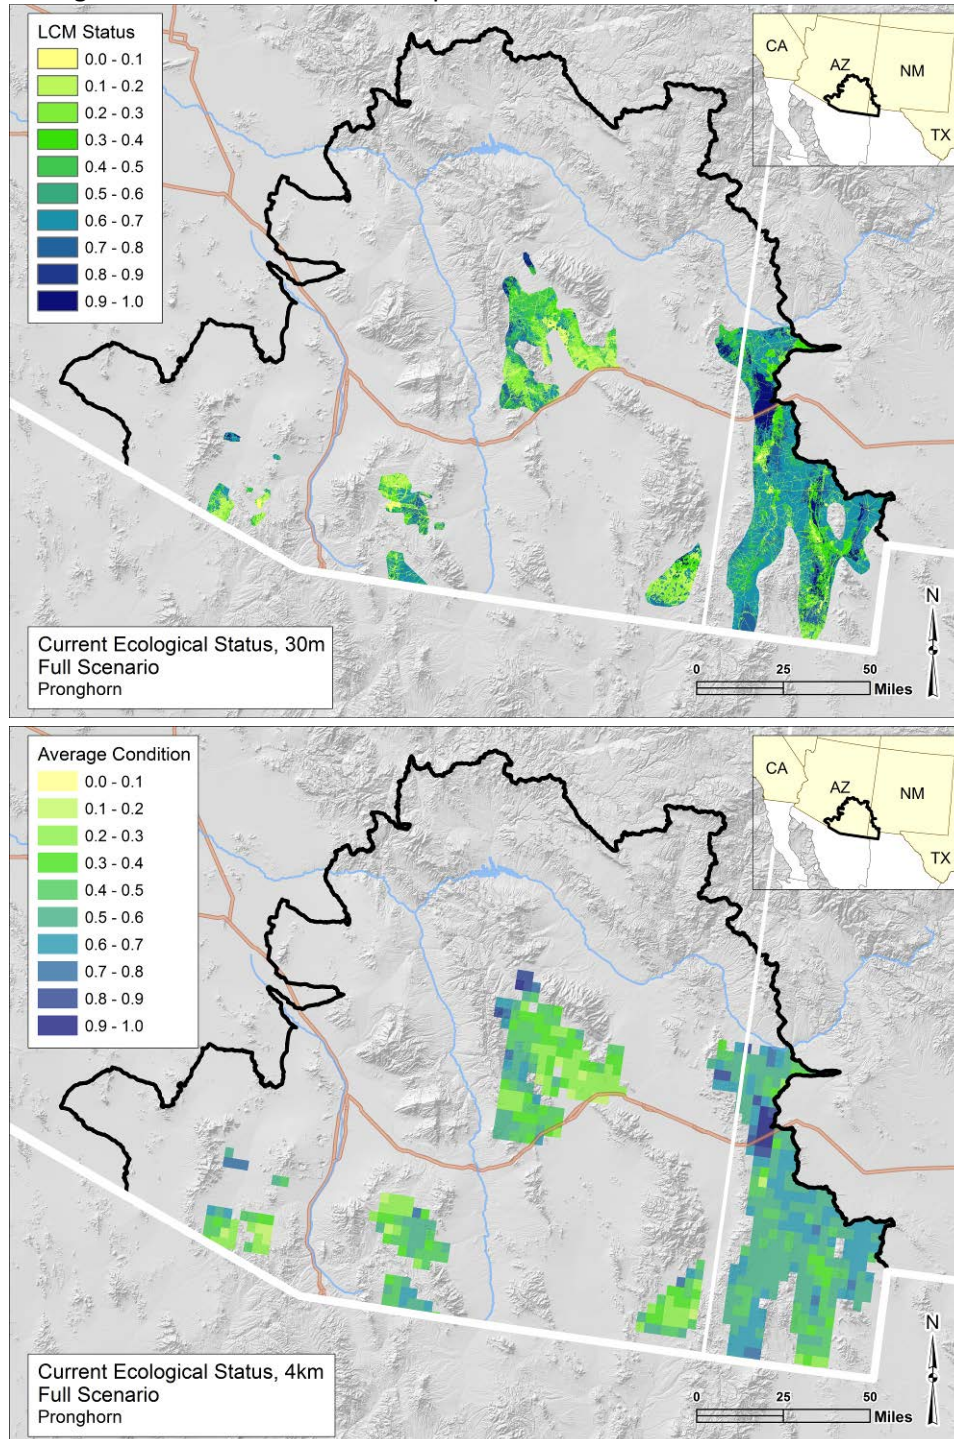 LCM Status
0.0 - 0.1
0.1 - 0.2
0.2 - 0.3
0.3 - 0.4
0.4 - 0.5
0.5 - 0.6
0.6 - 0.7
0.7 - 0.8
0.8 - 0.9
0.9 - 1.0
CA
AZ
NM
TX
Current Ecological Status, 30m
Full Scenario
Pronghorn
N
0 25 50
Miles
Average Condition
0.0 - 0.1
0.1 - 0.2
0.2 - 0.3
0.3 - 0.4
0.4 - 0.5
0.5 - 0.6
0.6 - 0.7
0.7 - 0.8
0.8 - 0.9
0.9 - 1.0
CA
AZ
NM
TX
Current Ecological Status, 4km
Full Scenario
Pronghorn
N
0 25 50
Miles